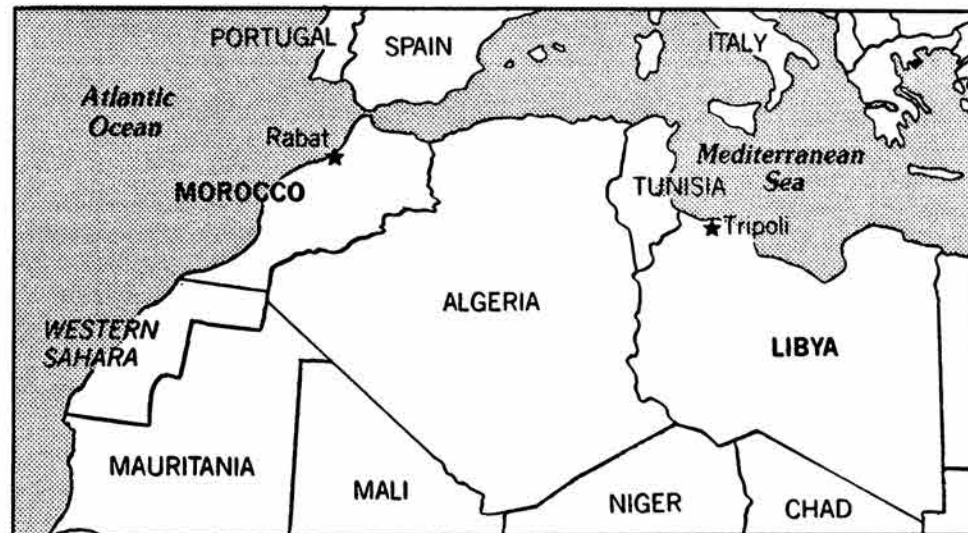 PORTUGAL
SPAIN
ITALY
Atlantic
Ocean
Rabat
Mediterranean
Sea
MOROCCO
TUNISIA
Tripoli
ALGERIA
WESTERN
SAHARA
LIBYA
MAURITANIA
MALI
NIGER
CHAD